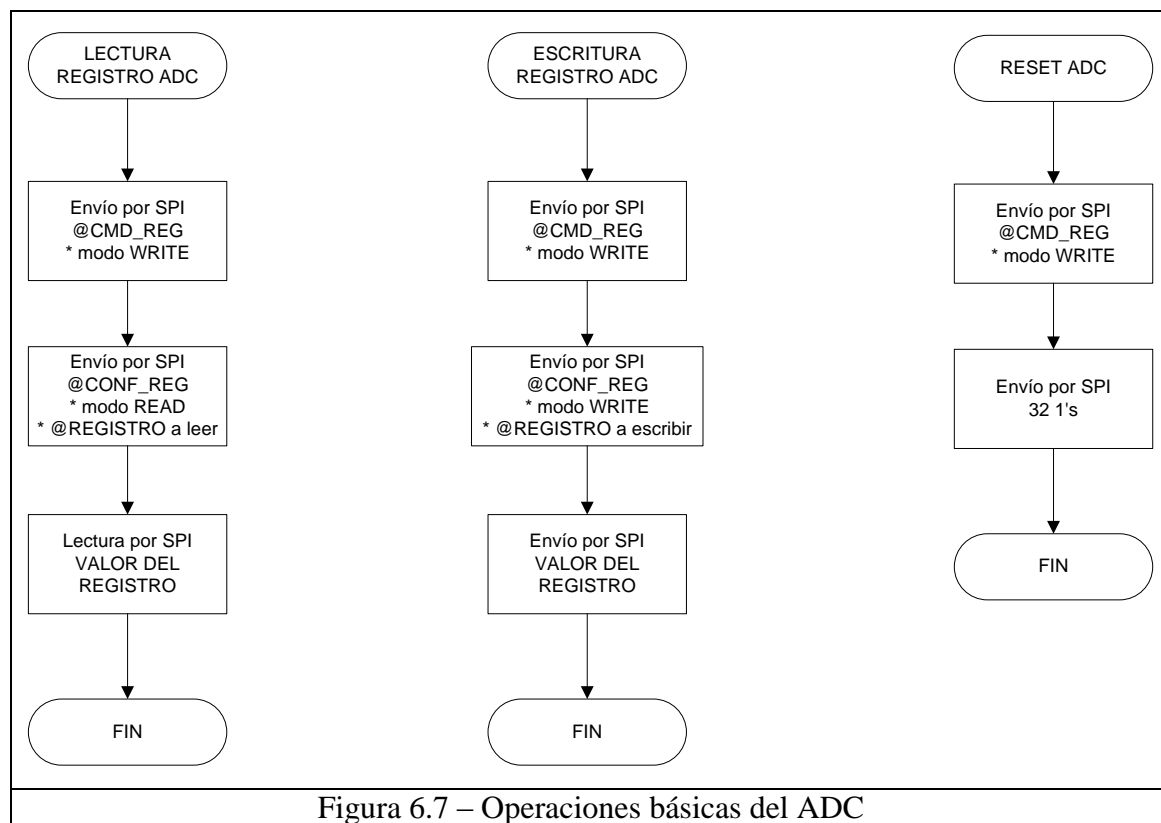 LECTURA
REGISTRO ADC
Envío por SPI
@CMD_REG
* modo WRITE
Envío por SPI
@CONF_REG
* modo READ
* @REGISTRO a leer
Lectura por SPI
VALOR DEL
REGISTRO
FIN
ESCRITURA
REGISTRO ADC
Envío por SPI
@CMD_REG
* modo WRITE
Envío por SPI
@CONF_REG
* modo WRITE
* @REGISTRO a escribir
Envío por SPI
VALOR DEL
REGISTRO
FIN
RESET ADC
Envío por SPI
@CMD_REG
* modo WRITE
Envío por SPI
32 1's
FIN
Figura 6.7 – Operaciones básicas del ADC